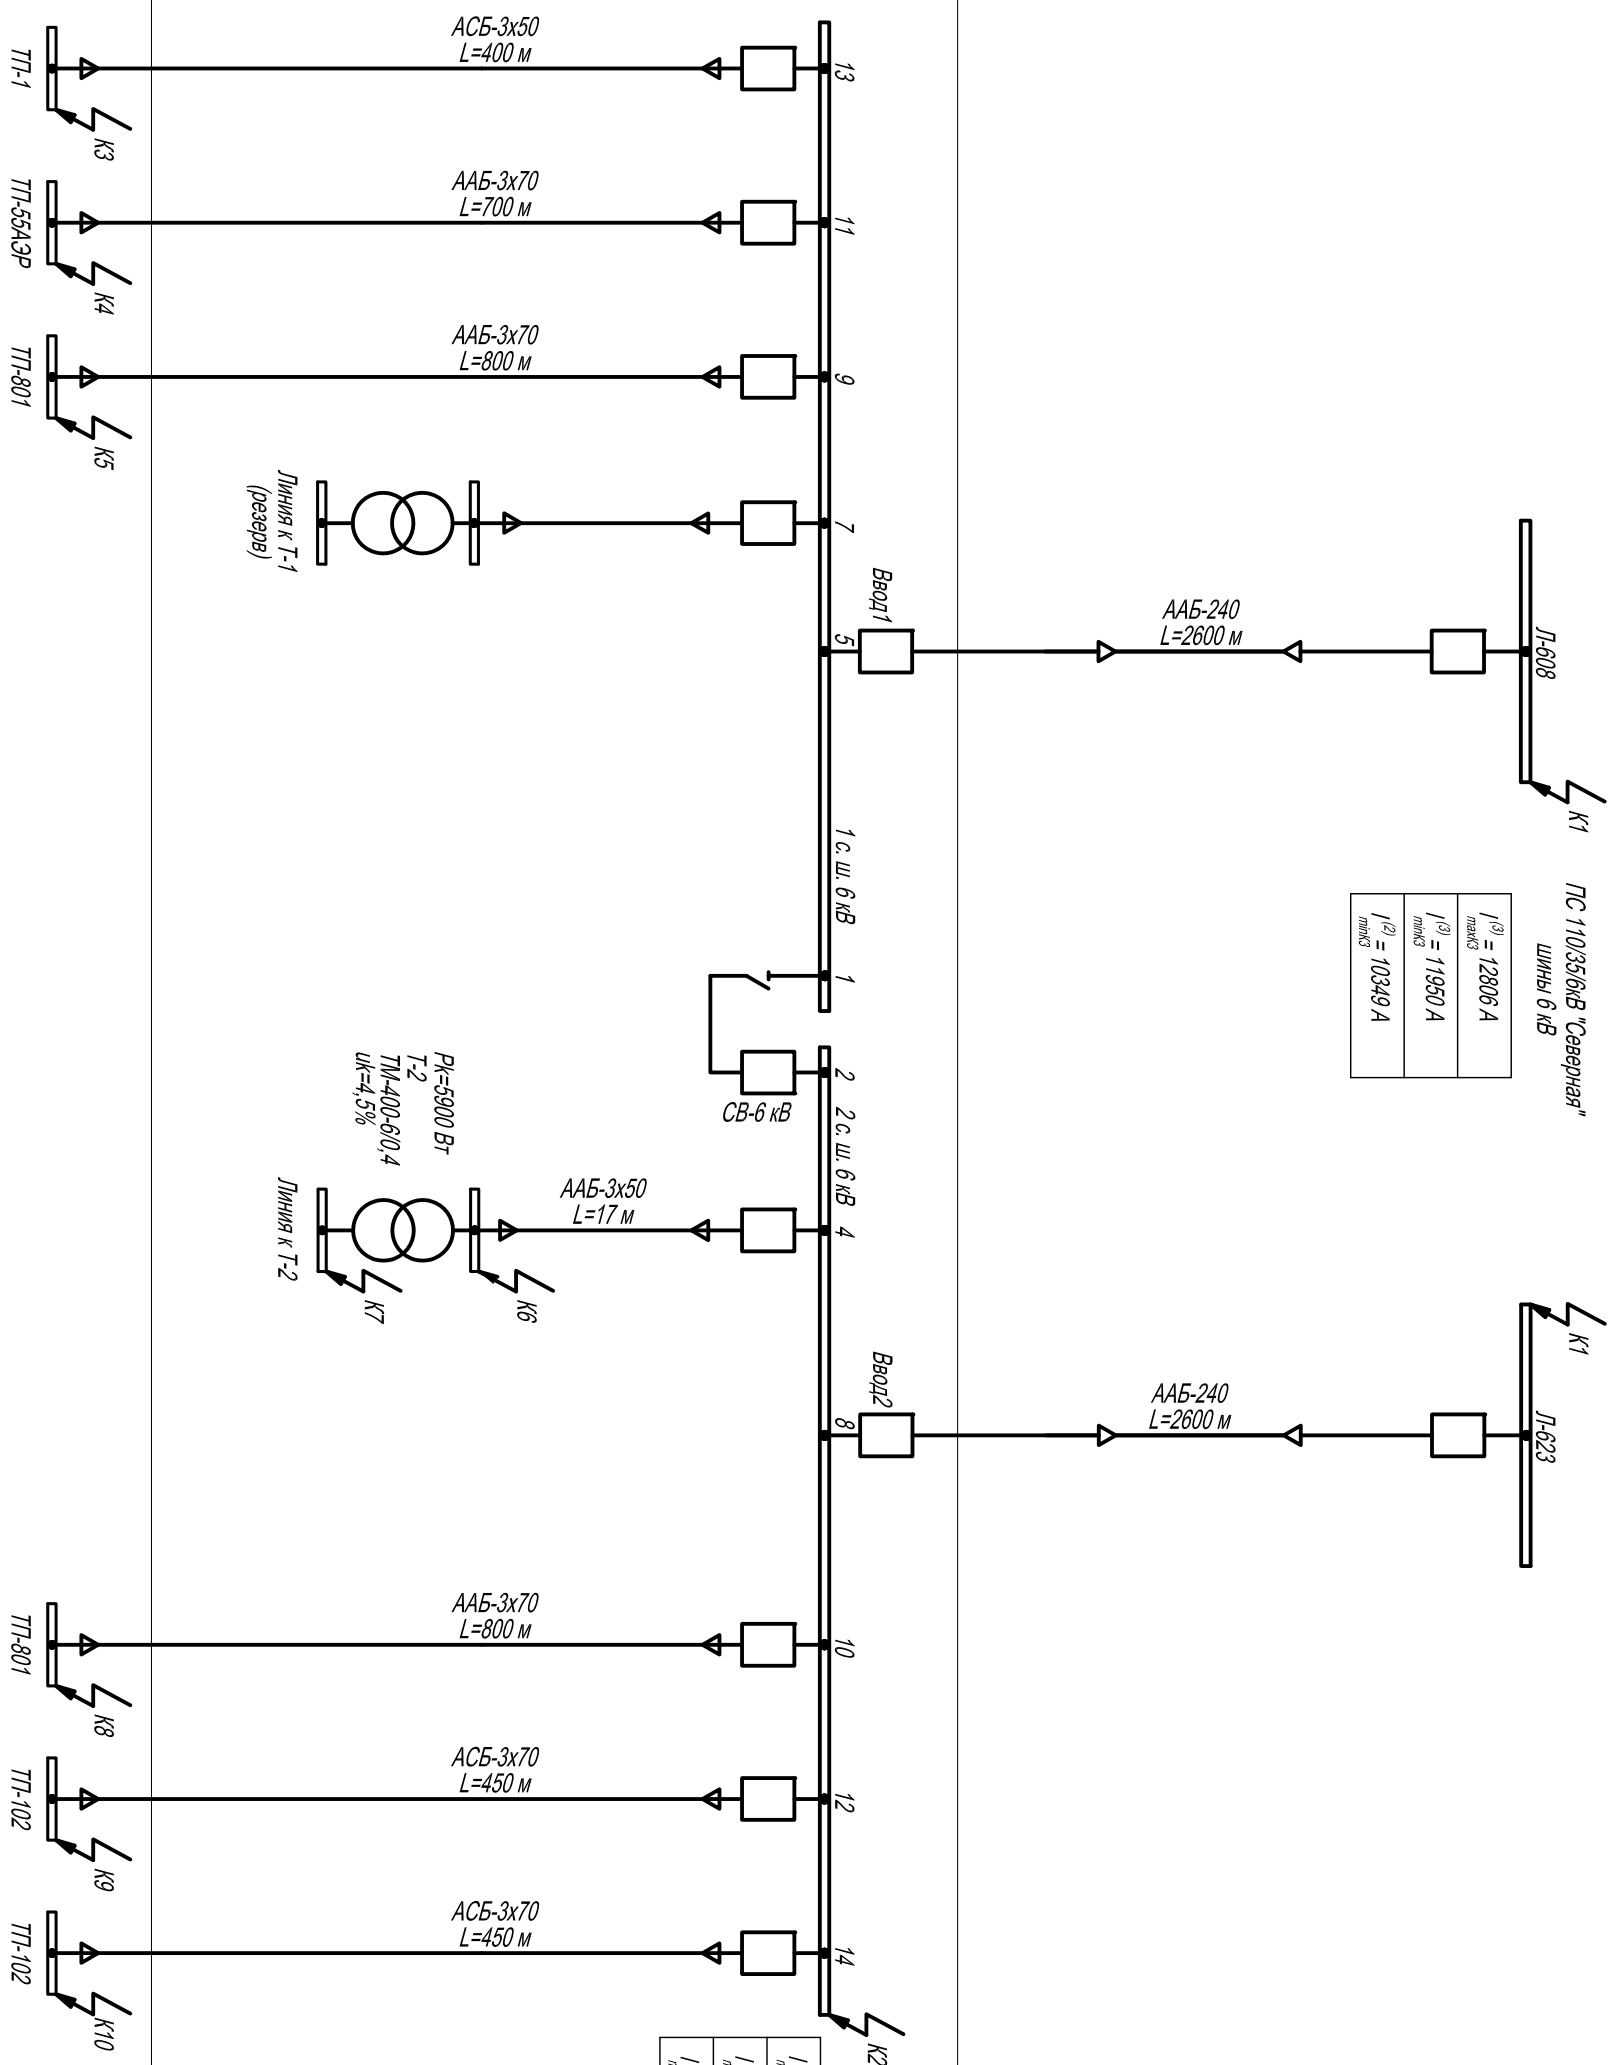 ПС 110/35/6кВ "Северная"
шины 6 кВ
Л-608
К1
К1
Л-623
I(3) maxКЗ = 12806 А
I(3) minКЗ = 11950 А
I(2) minКЗ = 10349 А
ААБ-240
L=2600 м
ААБ-240
L=2600 м
Ввод1
Ввод2
13
11
9
7
5
1 с. ш. 6 кВ
1
2
2 с. ш. 6 кВ
4
8
10
12
14
К2
СВ-6 кВ
АСБ-3х50
L=400 м
ААБ-3х70
L=700 м
ААБ-3х70
L=800 м
ААБ-3х50
L=17 м
ААБ-3х70
L=800 м
АСБ-3х70
L=450 м
АСБ-3х70
L=450 м
Рк=5900 Вт
Т-2
ТМ-400-6/0,4
uк=4,5%
К6
К7
Линия к Т-1
(резерв)
Линия к Т-2
К3
К4
К5
К8
К9
К10
ТП-1
ТП-55АЭР
ТП-801
ТП-801
ТП-102
ТП-102